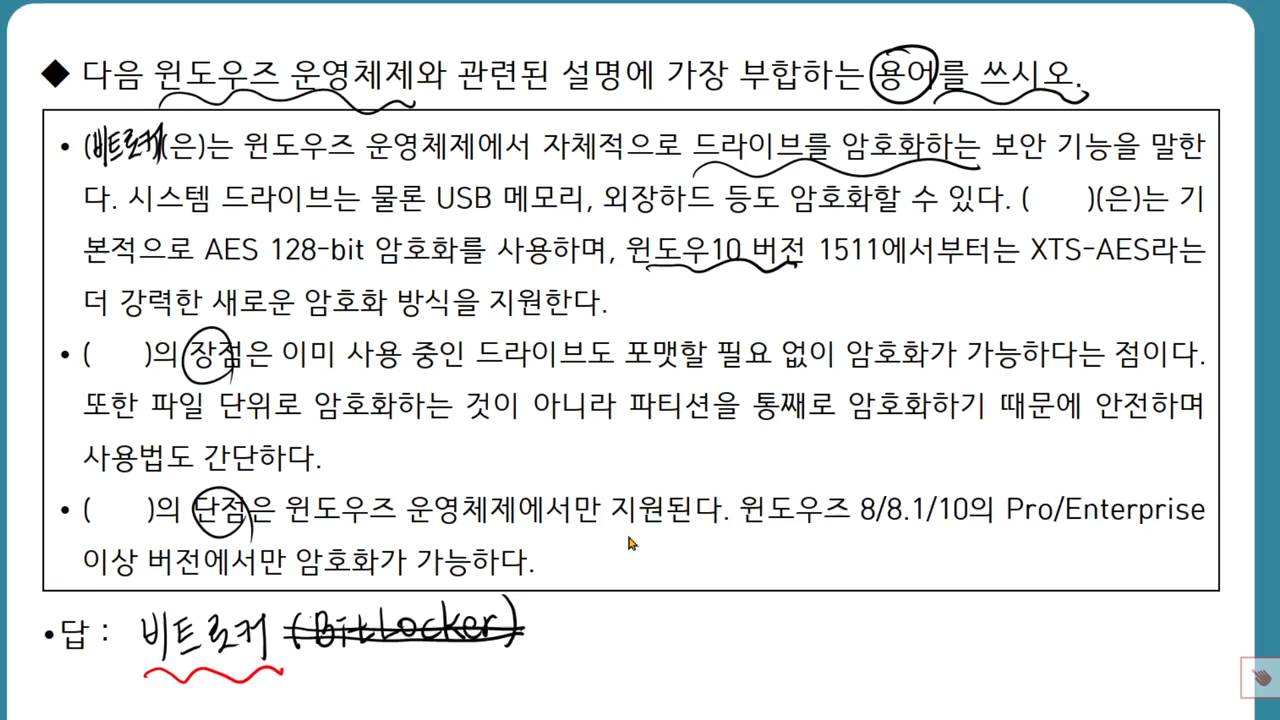 ◆ 다음 윈도우즈 운영체제와 관련된 설명에 가장 부합하는 용어를 쓰시오.
• (비트로커)(은)는 윈도우즈 운영체제에서 자체적으로 드라이브를 암호화하는 보안 기능을 말한
다. 시스템 드라이브는 물론 USB 메모리, 외장하드 등도 암호화할 수 있다. ( )(은)는 기
본적으로 AES 128-bit 암호화를 사용하며, 윈도우10 버전 1511에서부터는 XTS-AES라는
더 강력한 새로운 암호화 방식을 지원한다.
• ( )의 장점은 이미 사용 중인 드라이브도 포맷할 필요 없이 암호화가 가능하다는 점이다.
또한 파일 단위로 암호화하는 것이 아니라 파티션을 통째로 암호화하기 때문에 안전하며
사용법도 간단하다.
• ( )의 단점은 윈도우즈 운영체제에서만 지원된다. 윈도우즈 8/8.1/10의 Pro/Enterprise
이상 버전에서만 암호화가 가능하다.
•답 : 비트로커 (BitLocker)